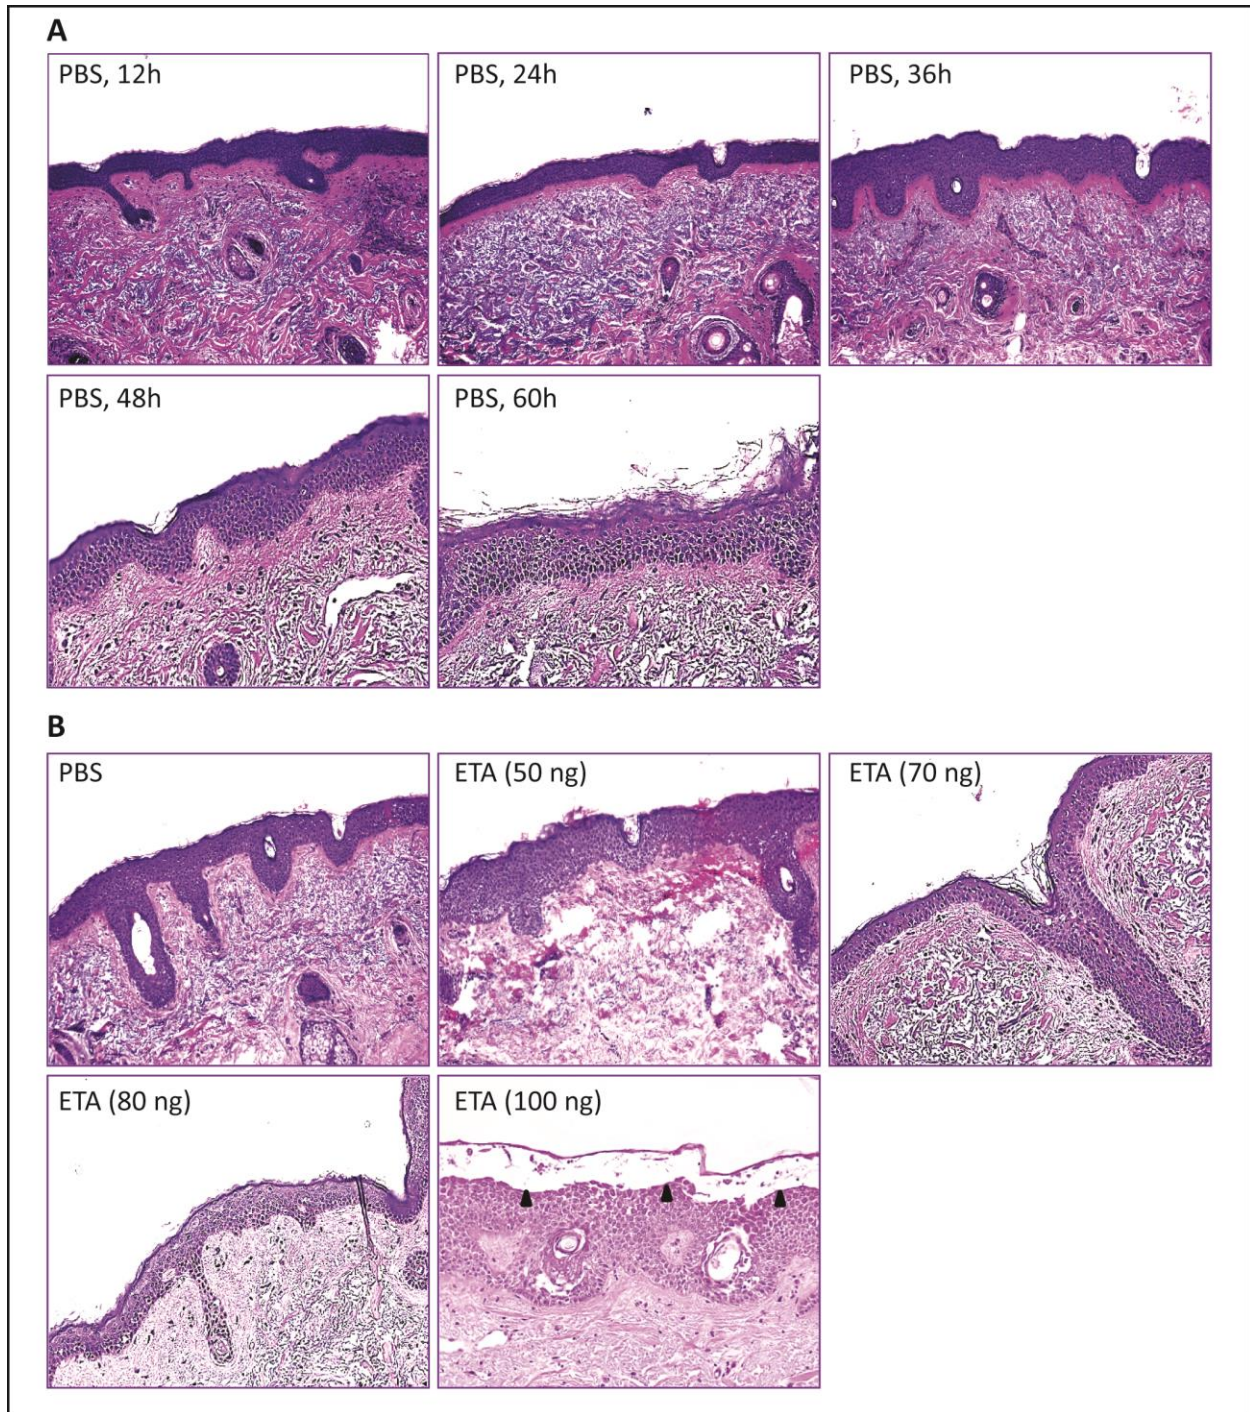 A
PBS, 12h
PBS, 24h
PBS, 36h
PBS, 48h
PBS, 60h
B
PBS
ETA (50 ng)
ETA (70 ng)
ETA (80 ng)
ETA (100 ng)